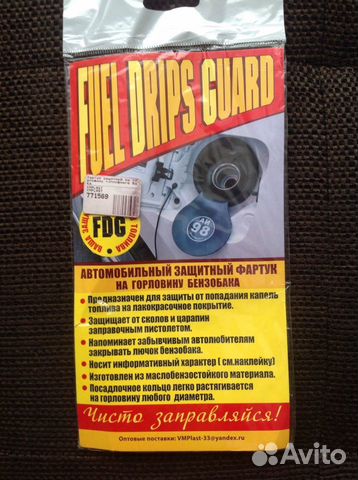 FUEL DRIPS GUARD
771569
АИ
98
ВАША
FDG
ТОПЛИВА
АВТОМОБИЛЬНЫЙ ЗАЩИТНЫЙ ФАРТУК
НА ГОРЛОВИНУ БЕНЗОБАКА
• Предназначен для защиты от попадания капель
топлива на лакокрасочное покрытие.
• Защищает от сколов и царапин
заправочным пистолетом.
• Напоминает забывчивым автолюбителям
закрывать лючок бензобака.
• Носит информативный характер ( см.наклейку)
• Изготовлен из маслобензостойкого материала.
• Посадочное кольцо легко растягивается
на горловину любого диаметра.
Чисто заправляйся!
Оптовые поставки: VMPlast-33@yandex.ru
Avito